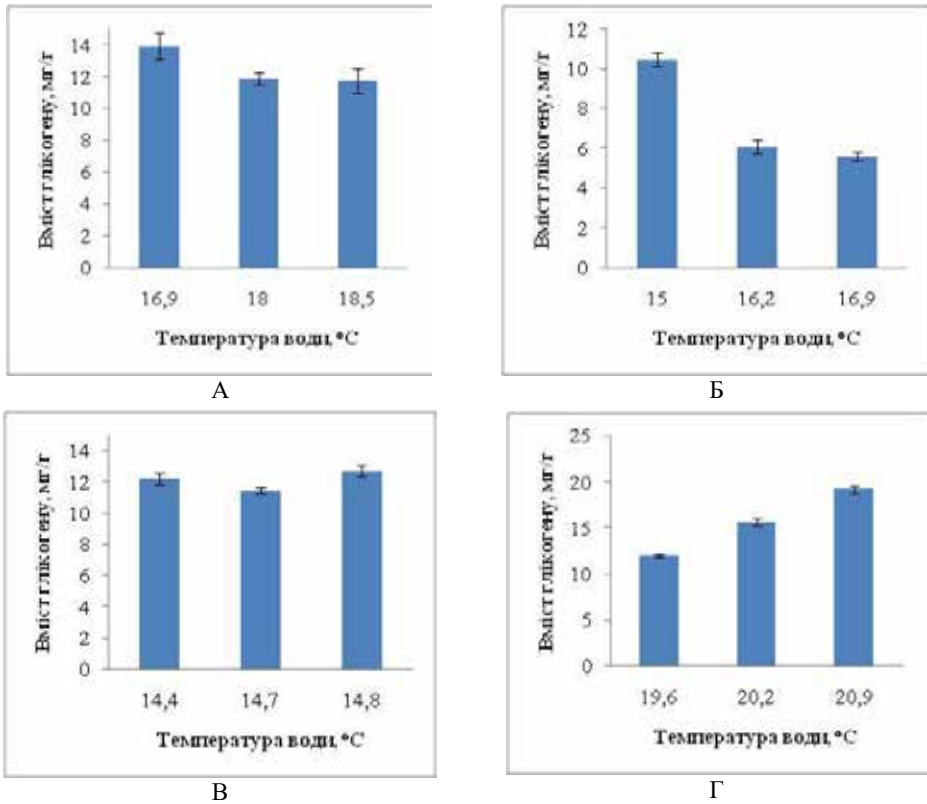 Вміст глікогену, мг/г
14
12
10
8
6
4
2
0
16,9 18 18,5
Температура води, °С
А
Вміст глікогену, мг/г
12
10
8
6
4
2
0
15 16,2 16,9
Температура води, °С
Б
Вміст глікогену, мг/г
14
12
10
8
6
4
2
0
14,4 14,7 14,8
Температура води, °С
В
Вміст глікогену, мг/г
25
20
15
10
5
0
19,6 20,2 20,9
Температура води, °С
Г